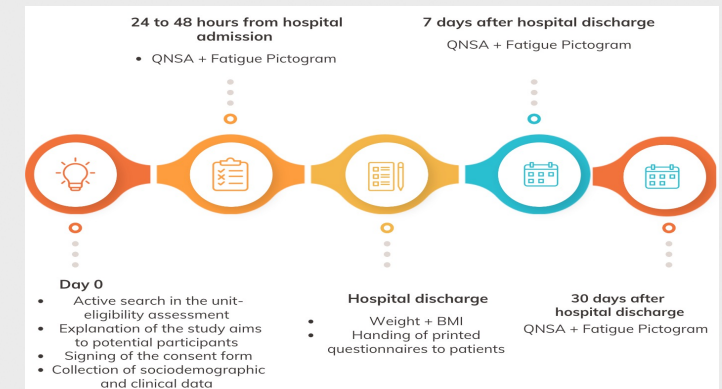 24 to 48 hours from hospital
admission
• QNSA + Fatigue Pictogram
7 days after hospital discharge
QNSA + Fatigue Pictogram
Day 0
• Active search in the unit-
eligibility assessment
• Explanation of the study aims
to potential participants
• Signing of the consent form
• Collection of sociodemographic
and clinical data
Hospital discharge
• Weight + BMI
• Handing of printed
questionnaires to patients
30 days after
hospital discharge
QNSA + Fatigue Pictogram